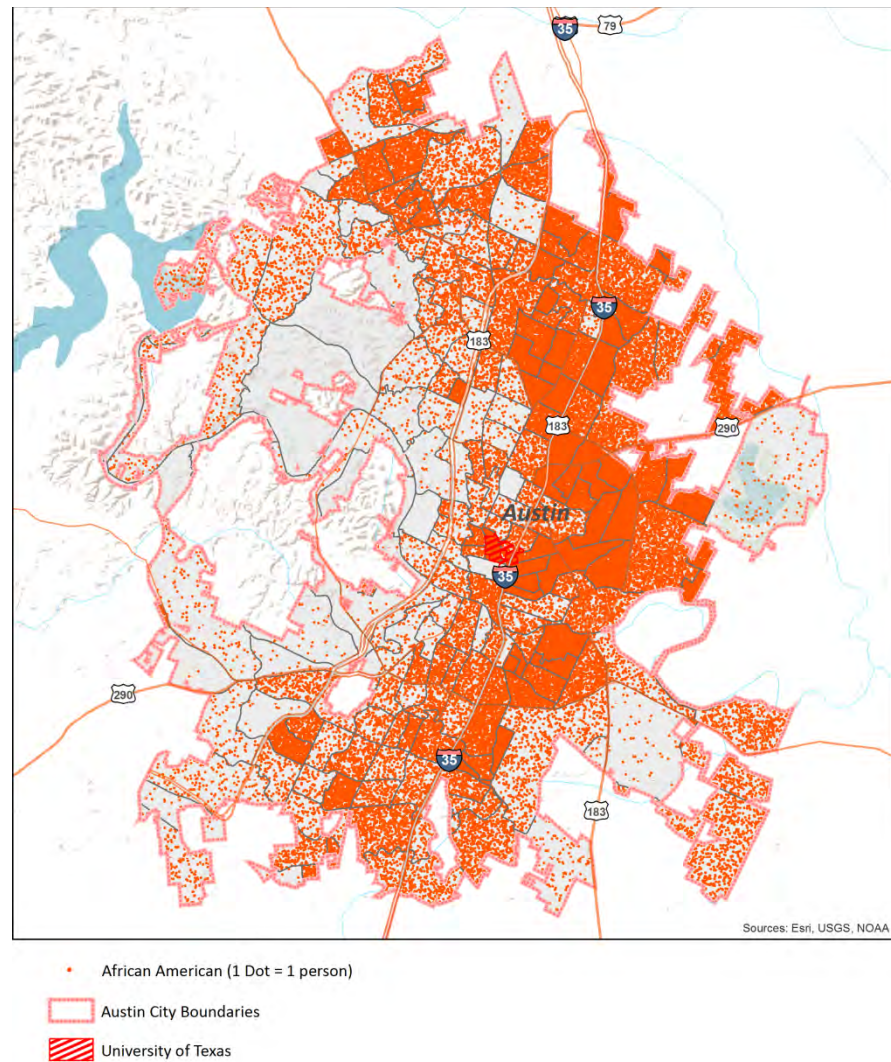 35
79
35
183
183
290
Austin
35
290
35
183
Sources: Esri, USGS, NOAA
African American (1 Dot = 1 person)
Austin City Boundaries
University of Texas